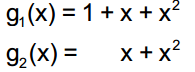 g₁(x) = 1 + x + x²
g₂(x) = x + x²